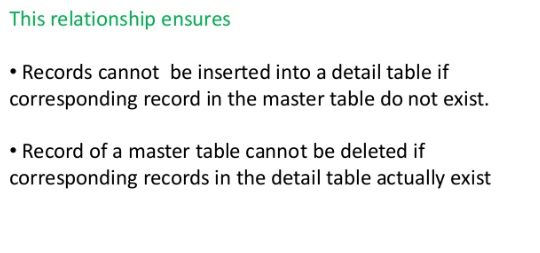 This relationship ensures
• Records cannot  be inserted into a detail table if
corresponding record in the master table do not exist.
• Record of a master table cannot be deleted if
corresponding records in the detail table actually exist